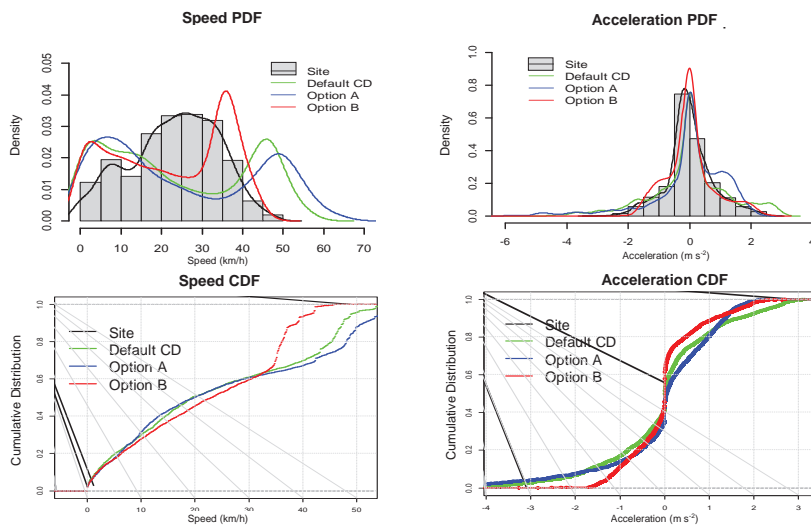 Speed PDF
Density
0.05
0.04
0.03
0.02
0.01
0.00
Site
Default CD
Option A
Option B
0 10 20 30 40 50 60 70
Speed (km/h)
Acceleration PDF
Density
1.0
0.8
0.6
0.4
0.2
0.0
Site
Default CD
Option A
Option B
-6 -4 -2 0 2 4
Acceleration (m s-2)
Speed CDF
Cumulative Distribution
1.0
0.8
0.6
0.4
0.2
0.0
Site
Default CD
Option A
Option B
0 10 20 30 40 50
Speed (km/h)
Acceleration CDF
Cumulative Distribution
1.0
0.8
0.6
0.4
0.2
0.0
Site
Default CD
Option A
Option B
-4 -3 -2 -1 0 1 2 3
Acceleration (m s-2)